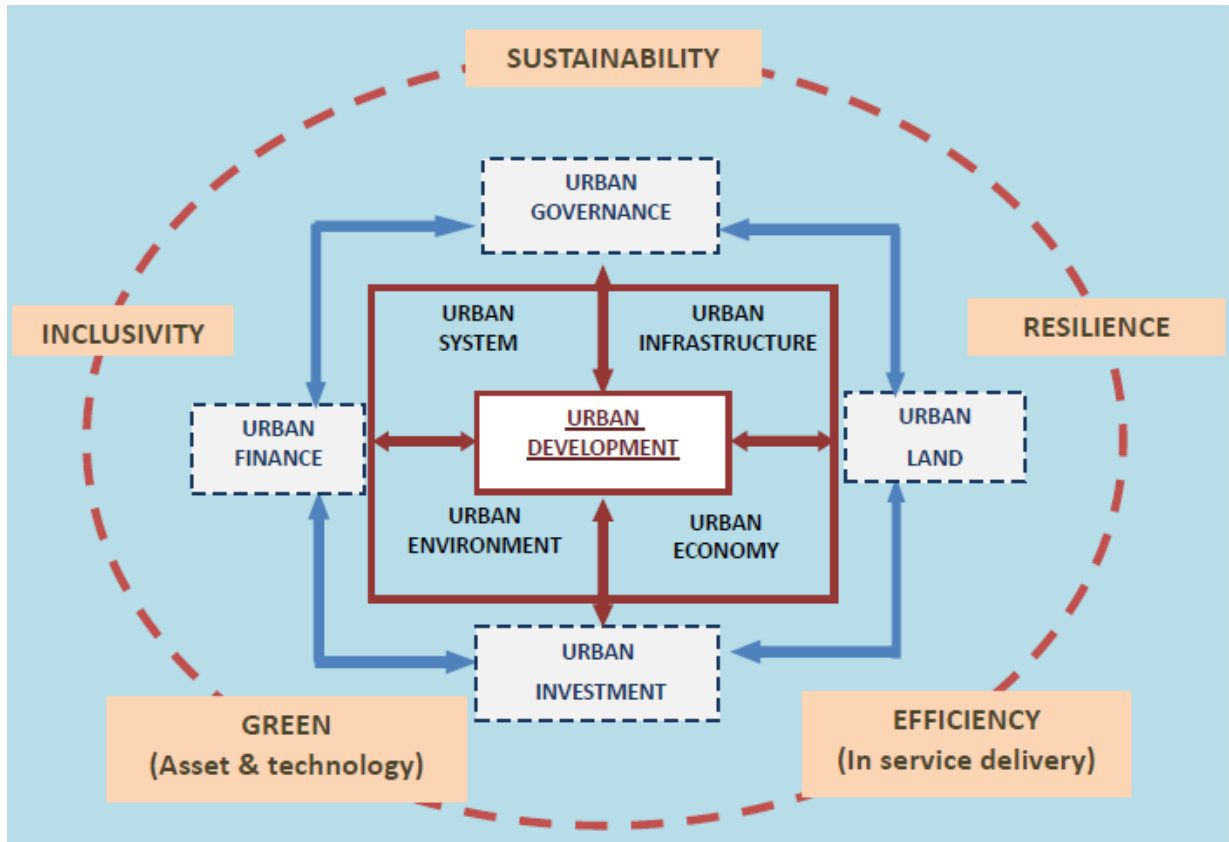 SUSTAINABILITY
URBAN
GOVERNANCE
INCLUSIVITY
URBAN
SYSTEM
URBAN
INFRASTRUCTURE
RESILIENCE
URBAN
FINANCE
URBAN
DEVELOPMENT
URBAN
LAND
URBAN
ENVIRONMENT
URBAN
ECONOMY
URBAN
INVESTMENT
GREEN
(Asset & technology)
EFFICIENCY
(In service delivery)